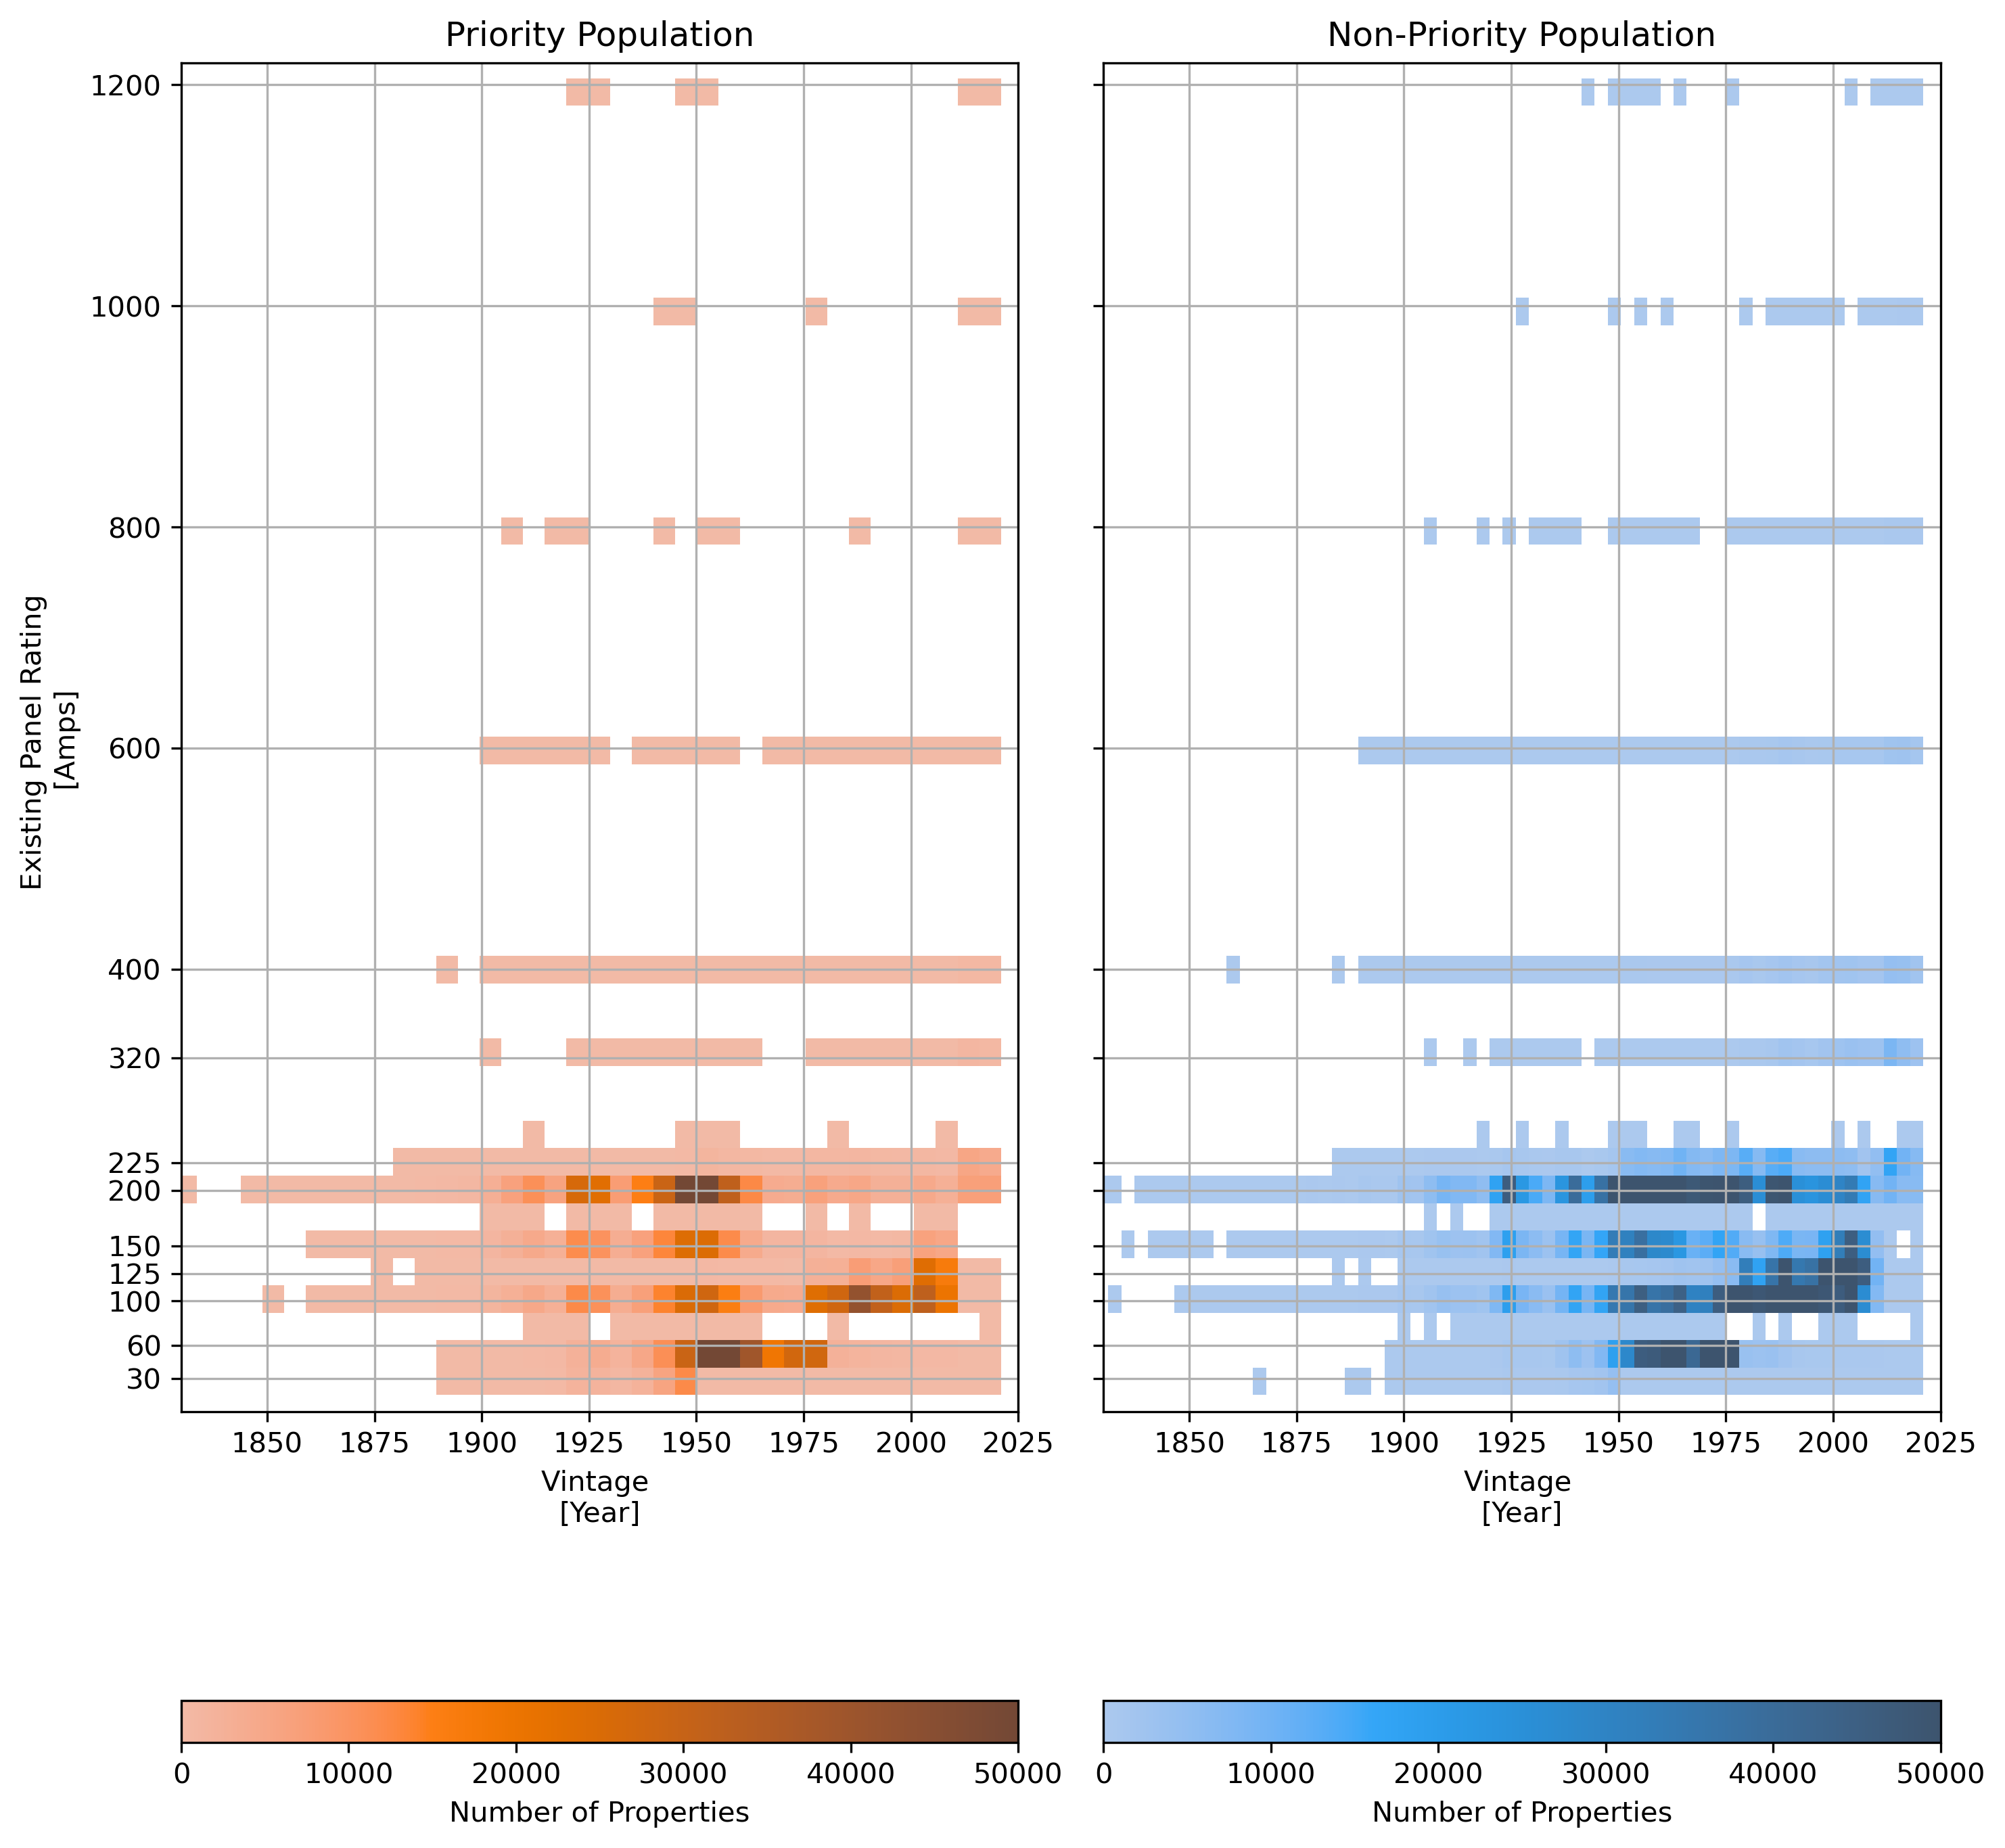 Priority Population
Non-Priority Population
1200
1000
800
600
400
320
225
200
150
125
100
60
30
Existing Panel Rating
[Amps]
1850 1875 1900 1925 1950 1975 2000 2025
1850 1875 1900 1925 1950 1975 2000 2025
Vintage
[Year]
Vintage
[Year]
0 10000 20000 30000 40000 50000
0 10000 20000 30000 40000 50000
Number of Properties
Number of Properties